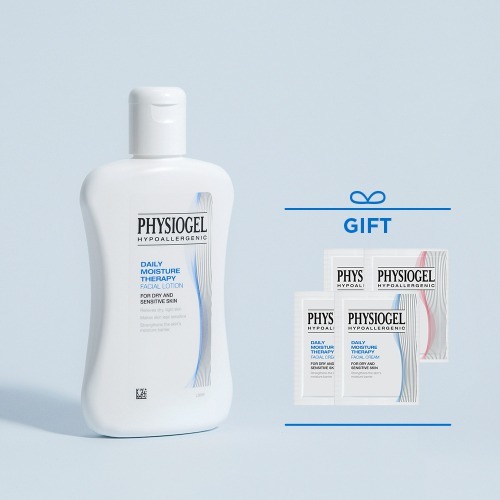 PHYSIOGEL
HYPOALLERGENIC
DAILY
MOISTURE
THERAPY
FACIAL LOTION
FOR DRY AND
SENSITIVE SKIN
GIFT
PHYSIOGEL
PHYSIOGEL
HYPOALLERGENIC
PHYSIOGEL
HYPOALLERGENIC
DAILY
MOISTURE
THERAPY
FACIAL CREAM
FOR DRY AND
SENSITIVE SKIN